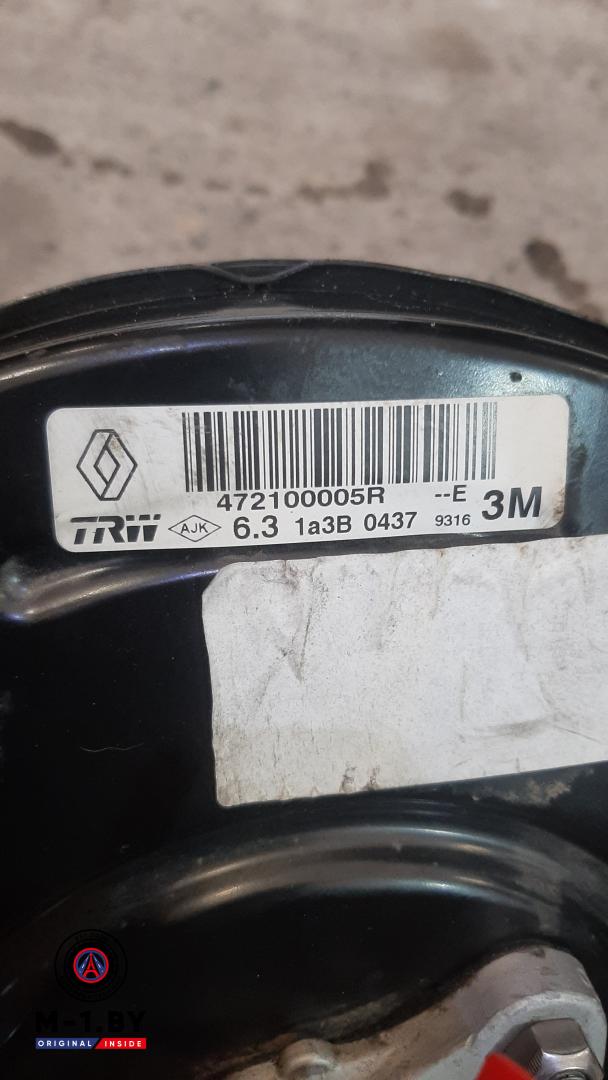 472100005R --E 3M
TRW AJK 6.3 1a3B 0437 9316
M-1.BY
ORIGINAL INSIDE